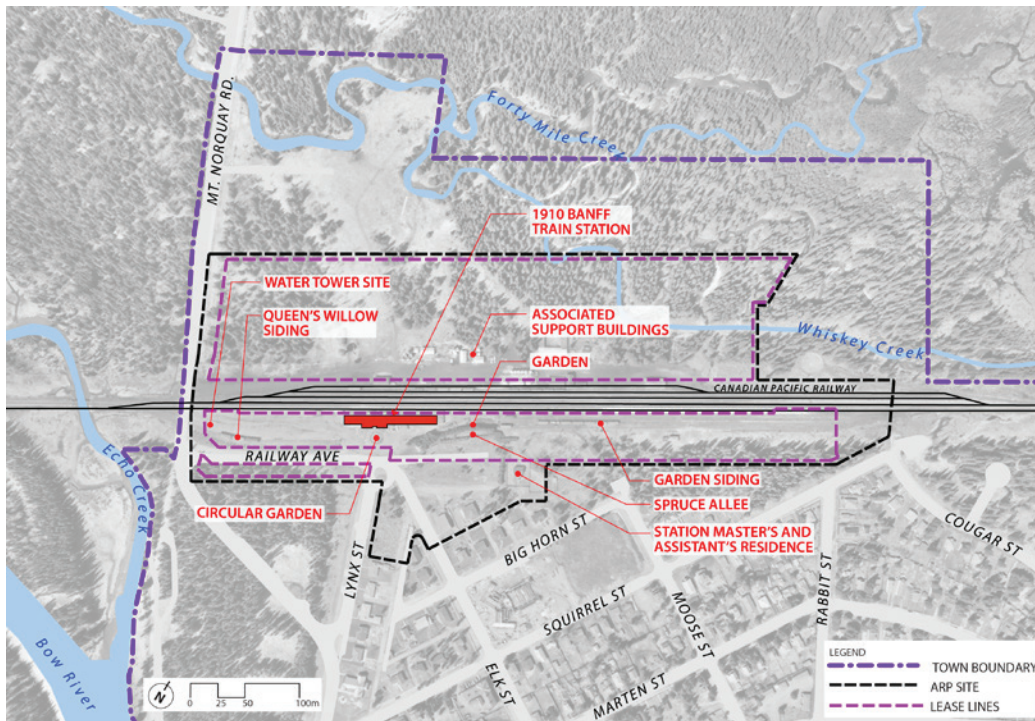 MT. NORQUAY RD.
Forty Mile Creek
1910 BANFF
TRAIN STATION
WATER TOWER SITE
QUEEN'S WILLOW
SIDING
ASSOCIATED
SUPPORT BUILDINGS
GARDEN
Whiskey Creek
CANADIAN PACIFIC RAILWAY
Echo Creek
RAILWAY AVE
GARDEN SIDING
CIRCULAR GARDEN
SPRUCE ALLEE
STATION MASTER'S AND
ASSISTANT'S RESIDENCE
LYNX ST
BIG HORN ST
COUGAR ST
SQUIRREL ST
MOOSE ST
RABBIT ST
Bow River
ELK ST
MARTEN ST
N
0 25 50 100m
LEGEND
TOWN BOUNDARY
ARP SITE
LEASE LINES